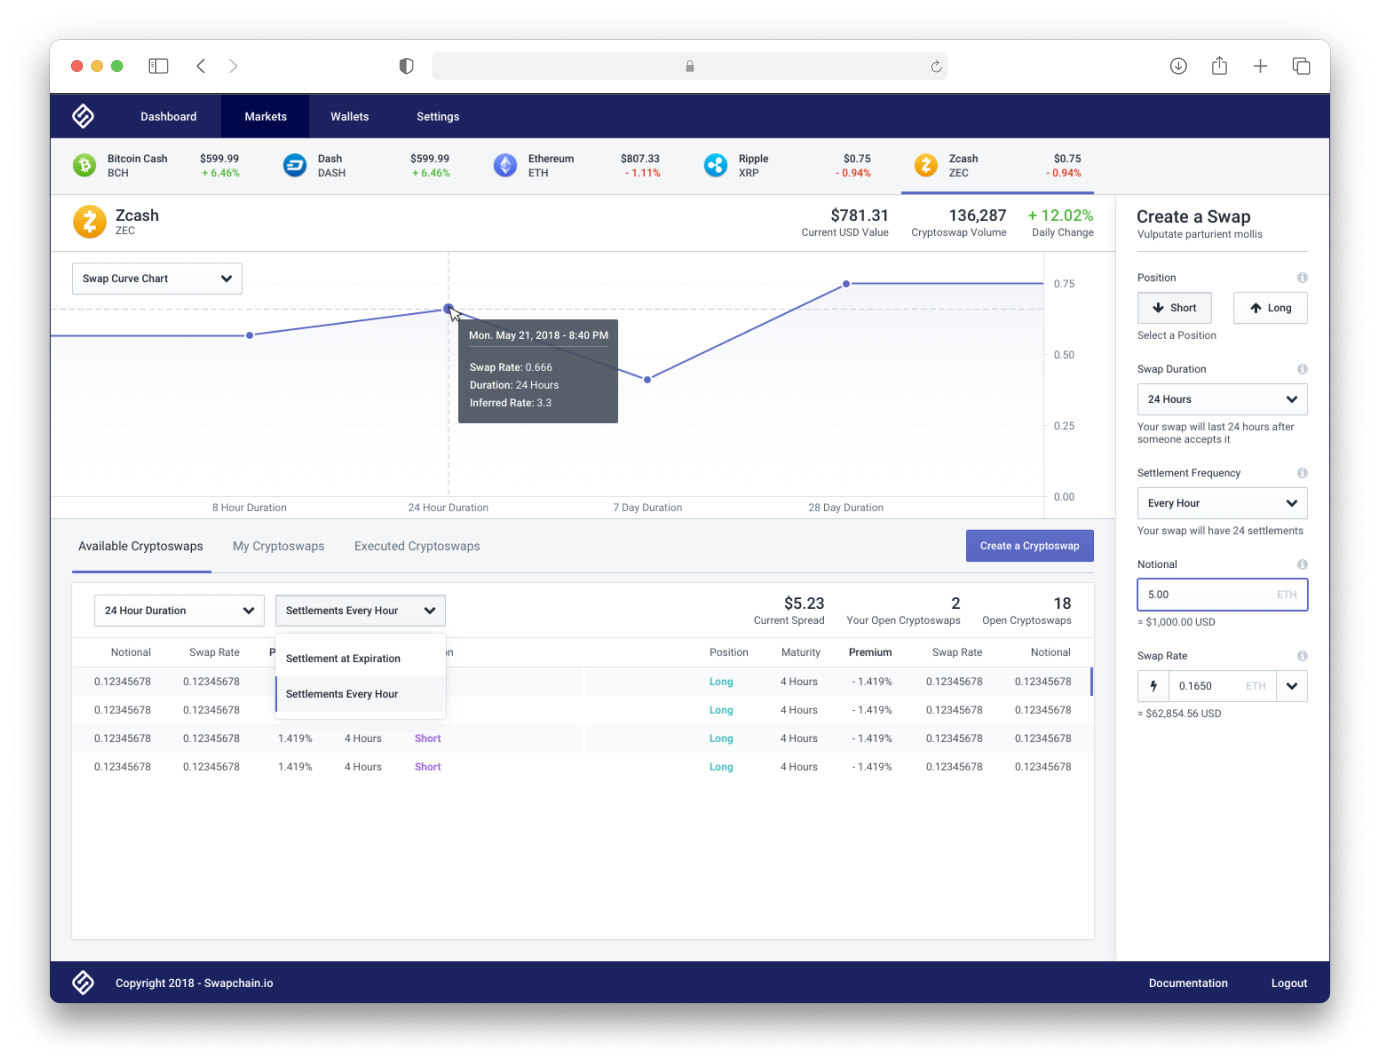 Dashboard
Markets
Wallets
Settings
Bitcoin Cash $599.99
BCH + 6.46%
Dash $599.99
DASH + 6.46%
Ethereum $807.33
ETH - 1.11%
Ripple $0.75
XRP - 0.94%
Zcash $0.75
ZEC - 0.94%
Zcash
ZEC
$781.31
Current USD Value
136,287
Cryptoswap Volume
+ 12.02%
Daily Change
Swap Curve Chart
0.75
0.50
0.25
0.00
Mon. May 21, 2018 - 8:40 PM
Swap Rate: 0.666
Duration: 24 Hours
Inferred Rate: 3.3
8 Hour Duration
24 Hour Duration
7 Day Duration
28 Day Duration
Available Cryptoswaps
My Cryptoswaps
Executed Cryptoswaps
Create a Cryptoswap
24 Hour Duration
Settlements Every Hour
$5.23
Current Spread
2
Your Open Cryptoswaps
18
Open Cryptoswaps
Settlement at Expiration
Settlements Every Hour
Notional Swap Rate P n Position Maturity Premium Swap Rate Notional
0.12345678 0.12345678 Long 4 Hours - 1.419% 0.12345678 0.12345678
0.12345678 0.12345678 Long 4 Hours - 1.419% 0.12345678 0.12345678
0.12345678 0.12345678 1.419% 4 Hours Short Long 4 Hours - 1.419% 0.12345678 0.12345678
0.12345678 0.12345678 1.419% 4 Hours Short Long 4 Hours - 1.419% 0.12345678 0.12345678
Create a Swap
Vulputate parturient mollis
Position
Short
Long
Select a Position
Swap Duration
24 Hours
Your swap will last 24 hours after
someone accepts it
Settlement Frequency
Every Hour
Your swap will have 24 settlements
Notional
5.00 ETH
= $1,000.00 USD
Swap Rate
0.1650 ETH
= $62,854.56 USD
Copyright 2018 - Swapchain.io
Documentation
Logout